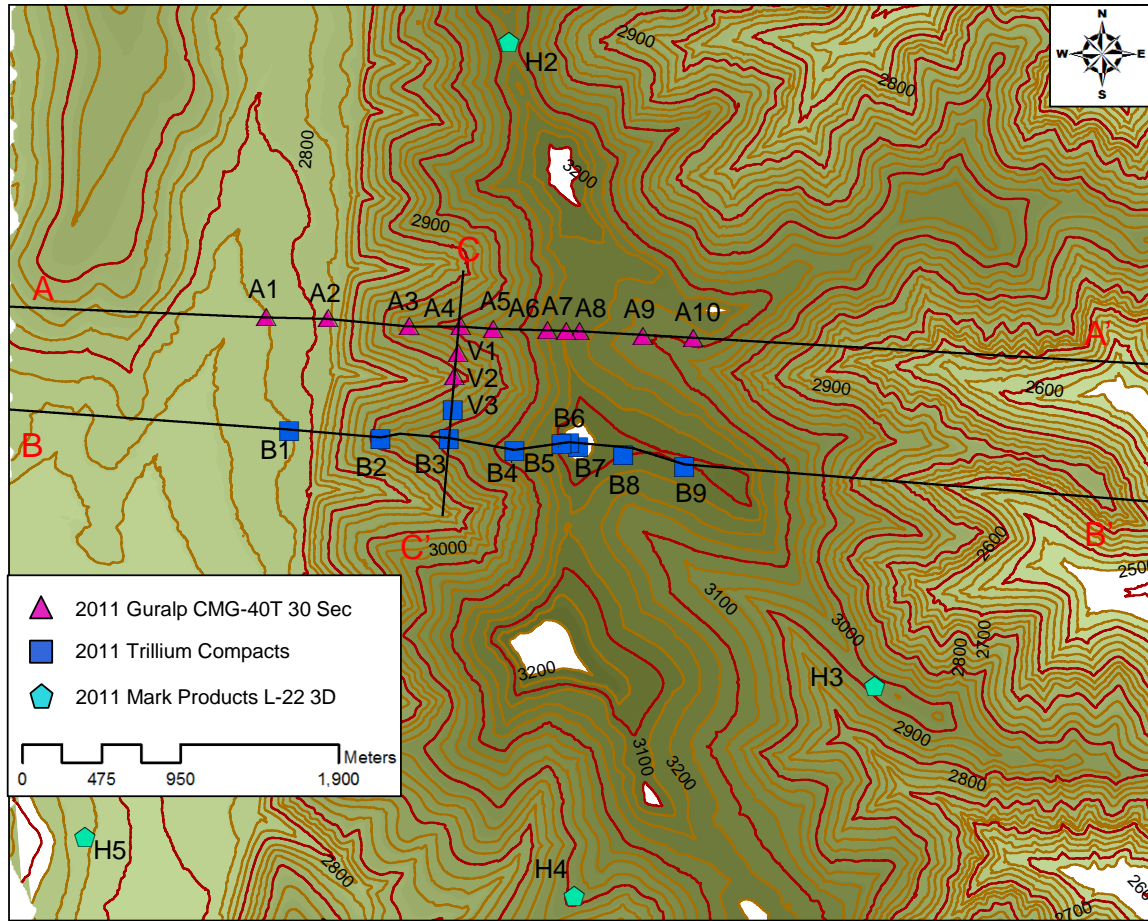 N
W E
S
H2
2900
2800
2800
3200
2900
C
A
A1
A2
A3
A4
A5
A6
A7
A8
A9
A10
A'
V1
V2
V3
2900
2600
B
B1
B2
B3
B4
B5
B6
B7
B8
B9
B'
C'
3000
2600
2500
3100
3000
2800
2700
3200
H3
2900
2800
3100
3200
H5
2800
H4
2700
2011 Guralp CMG-40T 30 Sec
2011 Trillium Compacts
2011 Mark Products L-22 3D
Meters
0 475 950 1,900